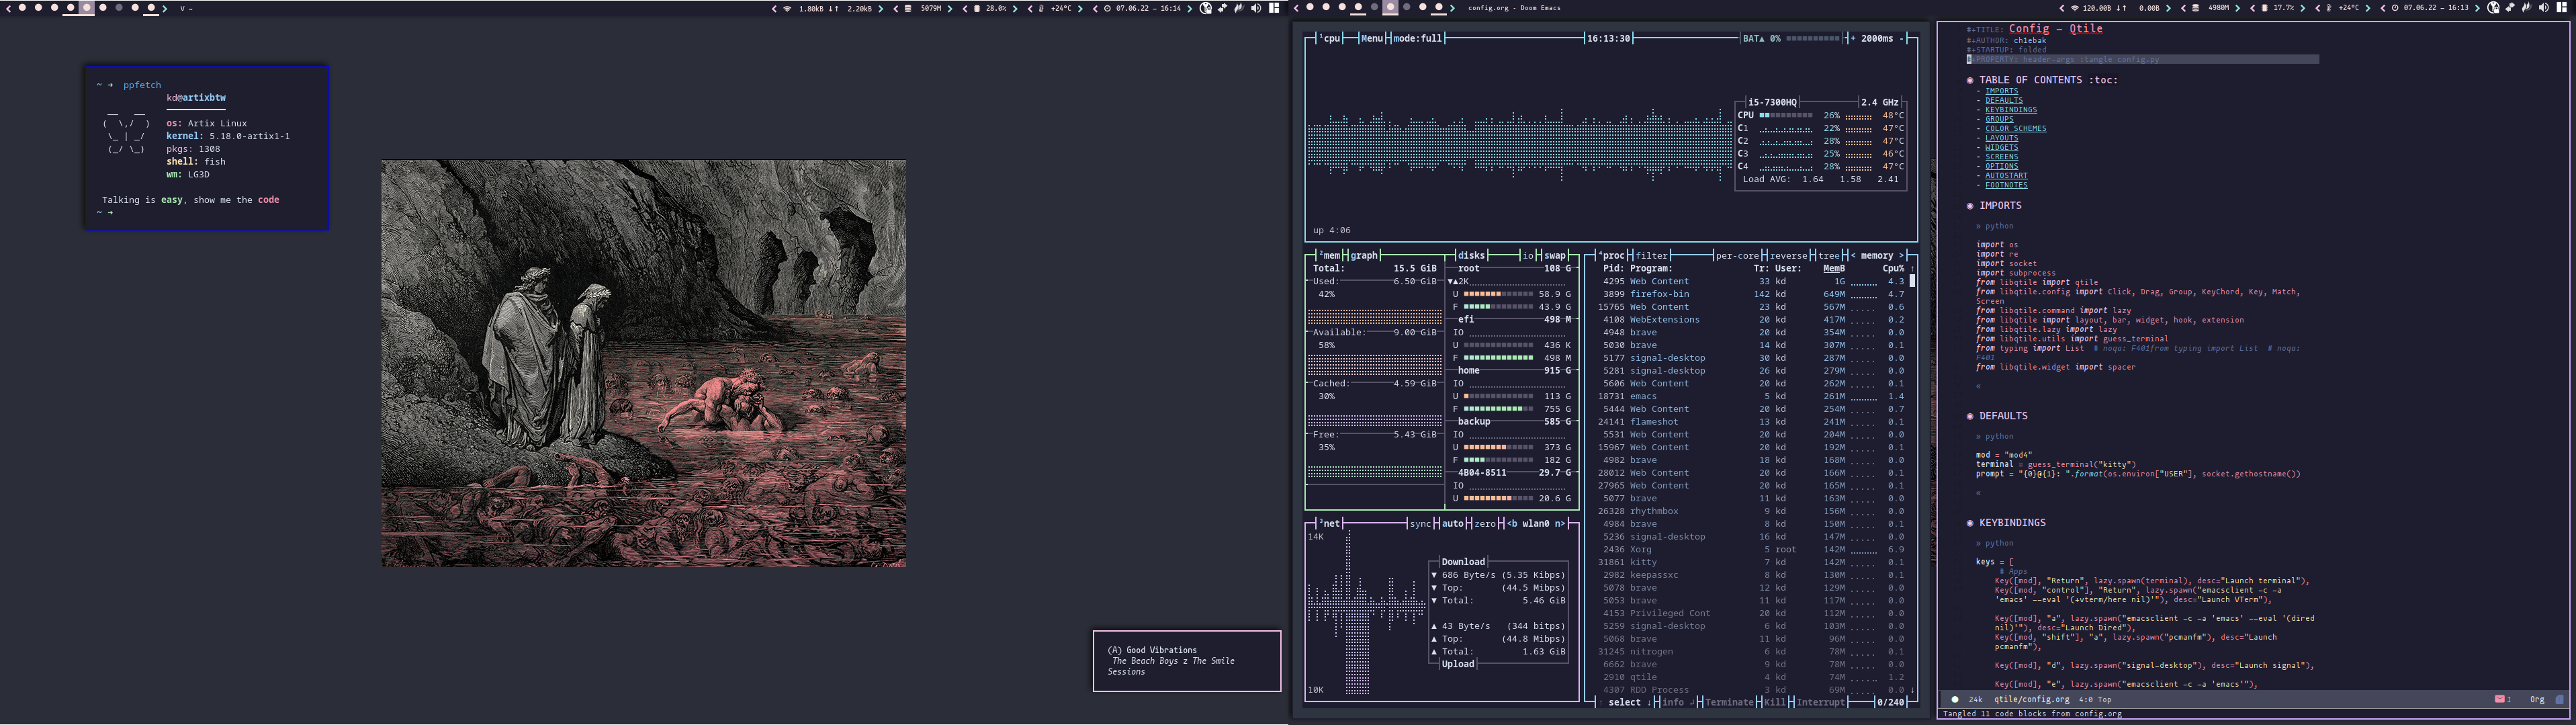 V ~
1.80kB ↓↑ 2.20kB
5079M
28.0%
+24°C
07.06.22 – 16:14
~ → ppfetch
kd@artixbtw
os: Artix Linux
kernel: 5.18.0-artix1-1
pkgs: 1308
shell: fish
wm: LG3D
Talking is easy, show me the code
~ →
(A) Good Vibrations
The Beach Boys z The Smile
Sessions
config.org - Doom Emacs
120.00B ↓↑ 0.00B
4980M
17.7%
+24°C
07.06.22 – 16:13
¹cpu Menu mode:full 16:13:30 BAT▲ 0% + 2000ms -
i5-7300HQ 2.4 GHz
CPU 26% 48°C
C1 22% 47°C
C2 28% 47°C
C3 25% 46°C
C4 28% 47°C
Load AVG: 1.64 1.58 2.41
up 4:06
²mem graph disks io swap
Total: 15.5 GiB
Used: 6.50 GiB
42%
Available: 9.00 GiB
58%
Cached: 4.59 GiB
30%
Free: 5.43 GiB
35%
root 108 G
▼▲2K
U 58.9 G
F 43.9 G
efi 498 M
IO
U 436 K
F 498 M
home 915 G
IO
U 113 G
F 755 G
backup 585 G
IO
U 373 G
F 182 G
4B04-8511 29.7 G
IO
U 20.6 G
³net sync auto zero <b wlan0 n>
14K
Download
▼ 686 Byte/s (5.35 Kibps)
▼ Top: (44.5 Mibps)
▼ Total: 5.46 GiB
▲ 43 Byte/s (344 bitps)
▲ Top: (44.8 Mibps)
▲ Total: 1.63 GiB
Upload
10K
⁴proc filter per-core reverse tree < memory >
Pid: Program: Tr: User: MemB Cpu% ↑
4295 Web Content 33 kd 1G 4.3
3899 firefox-bin 142 kd 649M 4.7
15765 Web Content 23 kd 567M 0.6
4108 WebExtensions 20 kd 417M 0.2
4948 brave 20 kd 354M 0.0
5030 brave 14 kd 307M 0.1
5177 signal-desktop 30 kd 287M 0.0
5281 signal-desktop 26 kd 279M 0.0
5606 Web Content 20 kd 262M 0.1
18731 emacs 5 kd 261M 1.4
5444 Web Content 20 kd 254M 0.7
24141 flameshot 13 kd 241M 0.1
5531 Web Content 20 kd 204M 0.0
15967 Web Content 20 kd 192M 0.1
4982 brave 18 kd 168M 0.0
28012 Web Content 20 kd 166M 0.1
27965 Web Content 20 kd 165M 0.1
5077 brave 11 kd 163M 0.0
26328 rhythmbox 9 kd 156M 0.0
4984 brave 8 kd 150M 0.1
5236 signal-desktop 16 kd 147M 0.0
2436 Xorg 5 root 142M 6.9
31861 kitty 7 kd 142M 0.1
2982 keepassxc 8 kd 130M 0.1
5078 brave 12 kd 129M 0.0
5053 brave 11 kd 117M 0.0
4153 Privileged Cont 20 kd 112M 0.0
5259 signal-desktop 6 kd 103M 0.0
5068 brave 11 kd 96M 0.0
31245 nitrogen 6 kd 78M 0.1
6662 brave 9 kd 78M 0.0
2910 qtile 4 kd 74M 1.2
4307 RDD Process 3 kd 69M 0.0 ↓
↑ select ↓ info ↲ Terminate Kill Interrupt 0/240
#+TITLE: Config – Qtile
#+AUTHOR: ch1ebak
#+STARTUP: folded
#+PROPERTY: header-args :tangle config.py
◉ TABLE OF CONTENTS :toc:
- IMPORTS
- DEFAULTS
- KEYBINDINGS
- GROUPS
- COLOR SCHEMES
- LAYOUTS
- WIDGETS
- SCREENS
- OPTIONS
- AUTOSTART
- FOOTNOTES
◉ IMPORTS
» python
import os
import re
import socket
import subprocess
from libqtile import qtile
from libqtile.config import Click, Drag, Group, KeyChord, Key, Match,
Screen
from libqtile.command import lazy
from libqtile import layout, bar, widget, hook, extension
from libqtile.lazy import lazy
from libqtile.utils import guess_terminal
from typing import List # noqa: F401from typing import List # noqa:
F401
from libqtile.widget import spacer
«
◉ DEFAULTS
» python
mod = "mod4"
terminal = guess_terminal("kitty")
prompt = "{0}@{1}: ".format(os.environ["USER"], socket.gethostname())
«
◉ KEYBINDINGS
» python
keys = [
# Apps
Key([mod], "Return", lazy.spawn(terminal), desc="Launch terminal"),
Key([mod, "control"], "Return", lazy.spawn("emacsclient -c -a
'emacs' --eval '(+vterm/here nil)'"), desc="Launch VTerm"),
Key([mod], "a", lazy.spawn("emacsclient -c -a 'emacs' --eval '(dired
nil)'"), desc="Launch Dired"),
Key([mod, "shift"], "a", lazy.spawn("pcmanfm"), desc="Launch
pcmanfm"),
Key([mod], "d", lazy.spawn("signal-desktop"), desc="Launch signal"),
Key([mod], "e", lazy.spawn("emacsclient -c -a 'emacs'"),
24k qtile/config.org 4:0 Top Org
Tangled 11 code blocks from config.org